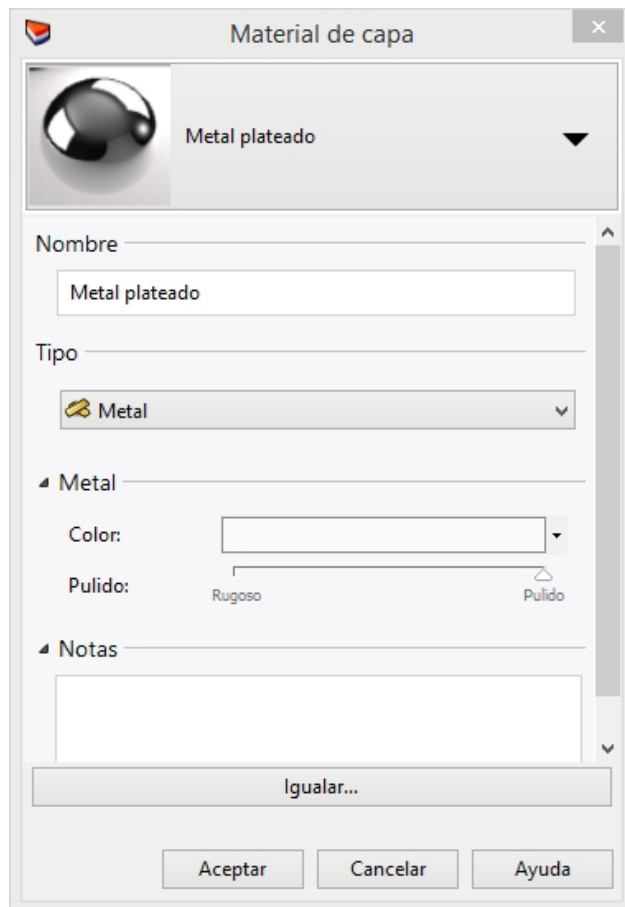 Material de capa
Metal plateado
Nombre
Metal plateado
Tipo
Metal
Metal
Color:
Pulido:
Rugoso Pulido
Notas
Igualar...
Aceptar Cancelar Ayuda